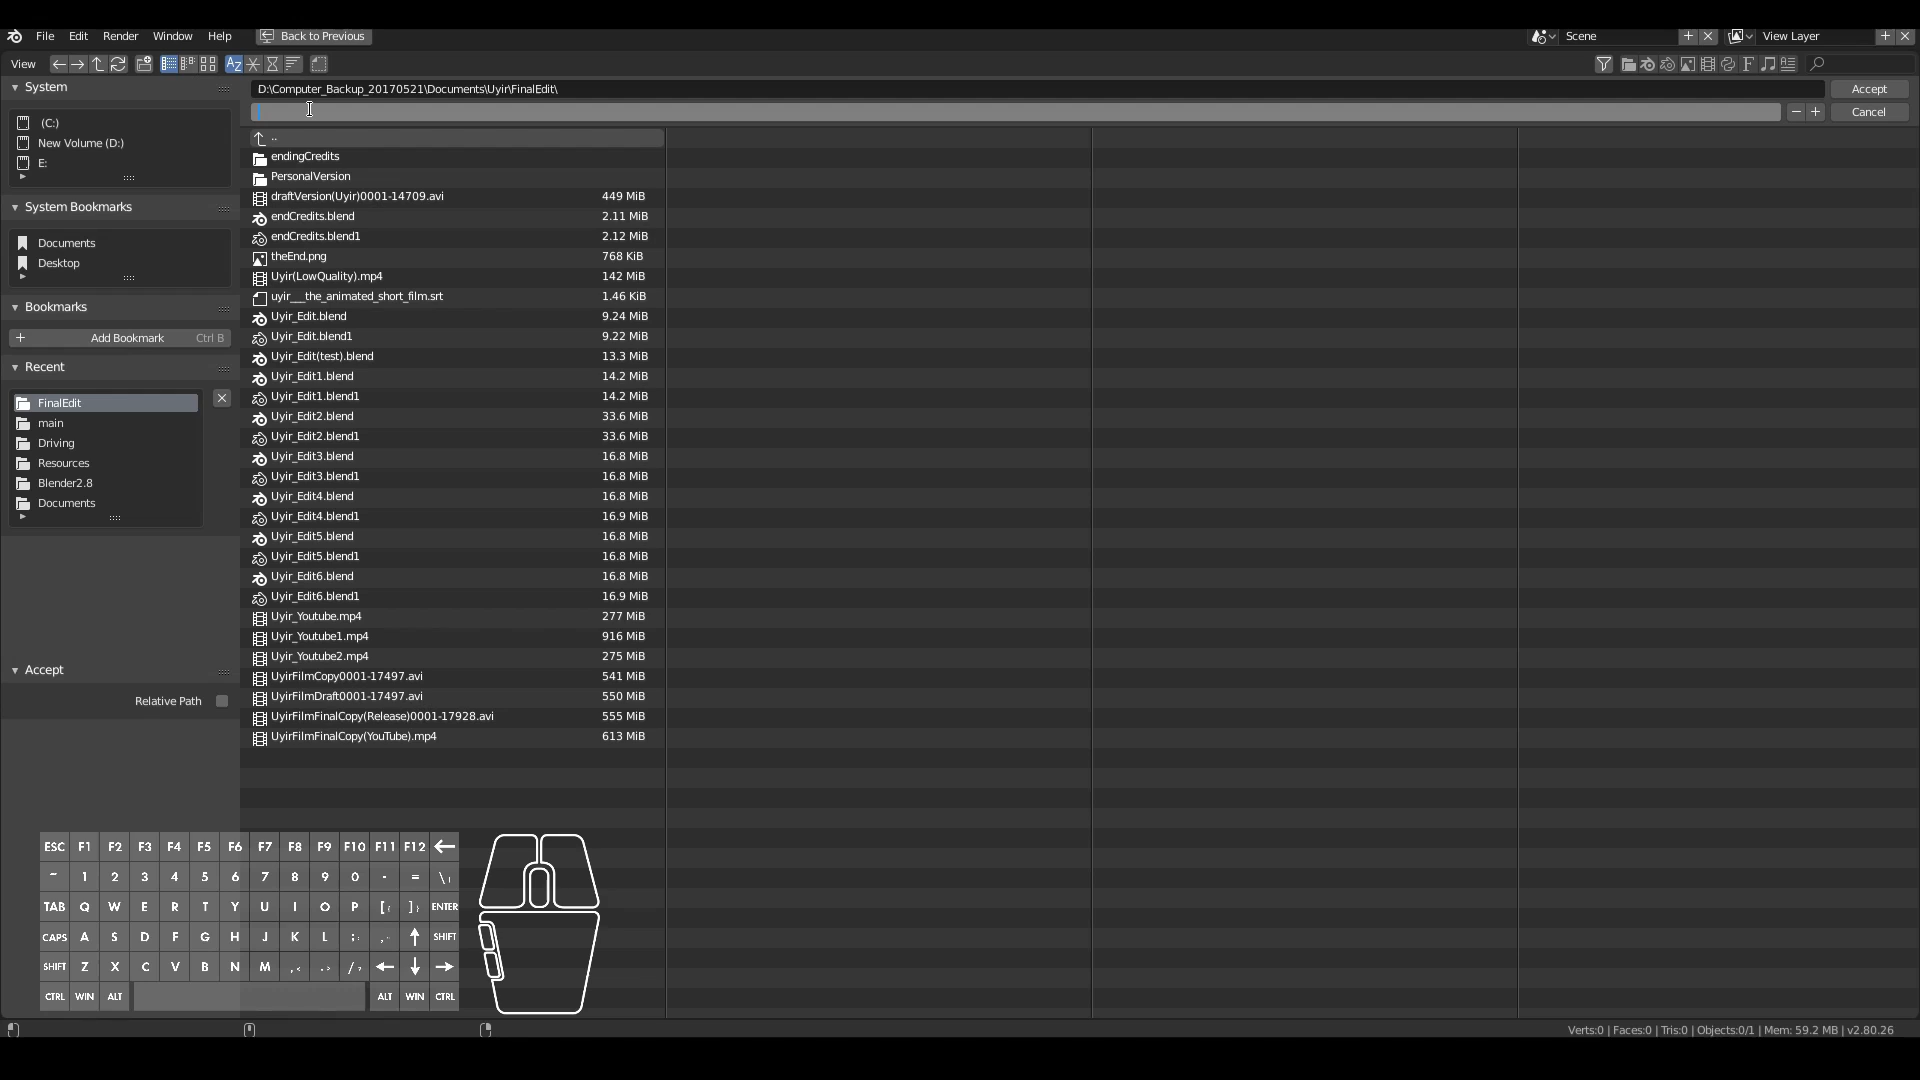 File Edit Render Window Help Back to Previous Scene View Layer
View
System
D:\Computer_Backup_20170521\Documents\Uyir\FinalEdit\ Accept
Cancel
(C:)
New Volume (D:)
E:
System Bookmarks
Documents
Desktop
Bookmarks
Add Bookmark Ctrl B
Recent
FinalEdit
main
Driving
Resources
Blender2.8
Documents
Accept
Relative Path
..
endingCredits
PersonalVersion
draftVersion(Uyir)0001-14709.avi 449 MiB
endCredits.blend 2.11 MiB
endCredits.blend1 2.12 MiB
theEnd.png 768 KiB
Uyir(LowQuality).mp4 142 MiB
uyir__the_animated_short_film.srt 1.46 KiB
Uyir_Edit.blend 9.24 MiB
Uyir_Edit.blend1 9.22 MiB
Uyir_Edit(test).blend 13.3 MiB
Uyir_Edit1.blend 14.2 MiB
Uyir_Edit1.blend1 14.2 MiB
Uyir_Edit2.blend 33.6 MiB
Uyir_Edit2.blend1 33.6 MiB
Uyir_Edit3.blend 16.8 MiB
Uyir_Edit3.blend1 16.8 MiB
Uyir_Edit4.blend 16.8 MiB
Uyir_Edit4.blend1 16.9 MiB
Uyir_Edit5.blend 16.8 MiB
Uyir_Edit5.blend1 16.8 MiB
Uyir_Edit6.blend 16.8 MiB
Uyir_Edit6.blend1 16.9 MiB
Uyir_Youtube.mp4 277 MiB
Uyir_Youtube1.mp4 916 MiB
Uyir_Youtube2.mp4 275 MiB
UyirFilmCopy0001-17497.avi 541 MiB
UyirFilmDraft0001-17497.avi 550 MiB
UyirFilmFinalCopy(Release)0001-17928.avi 555 MiB
UyirFilmFinalCopy(YouTube).mp4 613 MiB
ESC F1 F2 F3 F4 F5 F6 F7 F8 F9 F10 F11 F12
~ 1 2 3 4 5 6 7 8 9 0 - = \
TAB Q W E R T Y U I O P [ ] ENTER
CAPS A S D F G H J K L ; SHIFT
SHIFT Z X C V B N M , . /
CTRL WIN ALT ALT WIN CTRL
Verts:0 | Faces:0 | Tris:0 | Objects:0/1 | Mem: 59.2 MB | v2.80.26